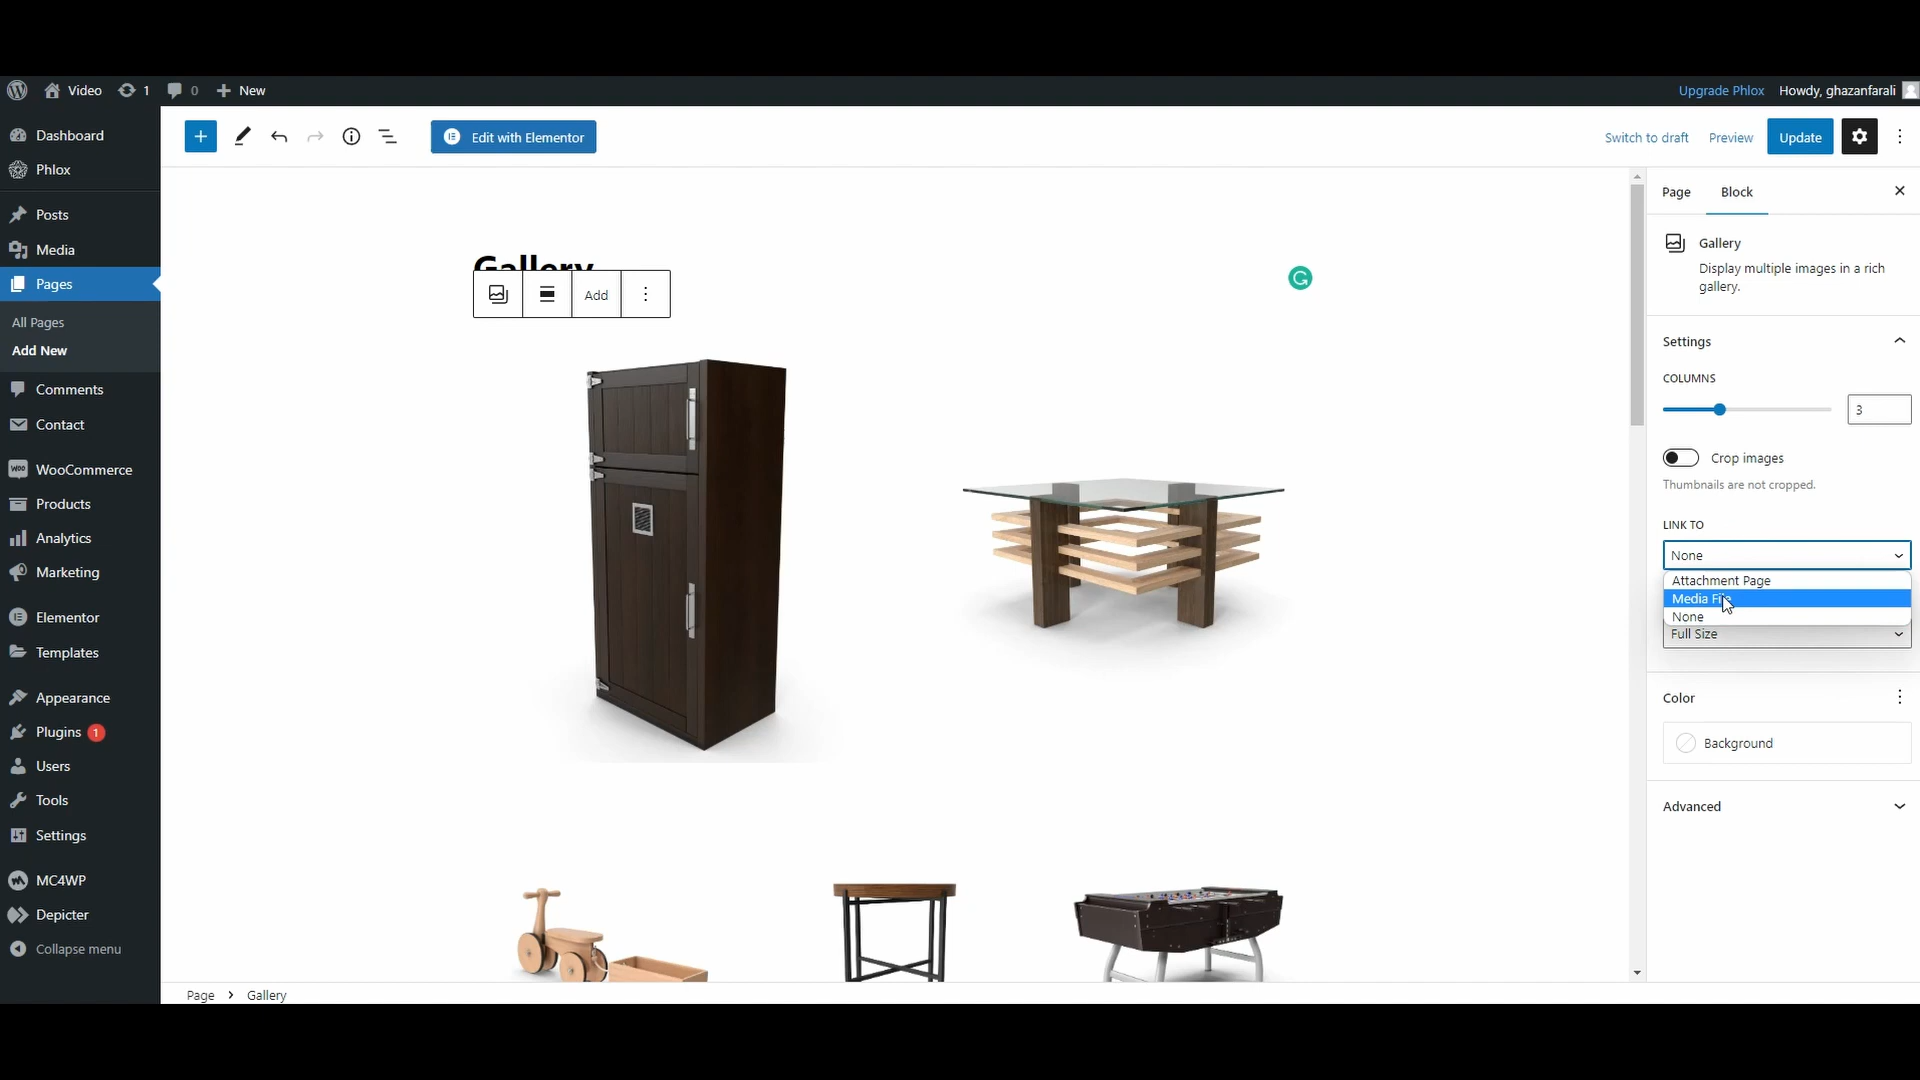 Video 1 0 New
Upgrade Phlox Howdy, ghazanfarali
Dashboard
Phlox
Posts
Media
Pages
All Pages
Add New
Comments
Contact
WooCommerce
Products
Analytics
Marketing
Elementor
Templates
Appearance
Plugins 1
Users
Tools
Settings
MC4WP
Depicter
Collapse menu
Edit with Elementor
Switch to draft Preview Update
Gallery
Add
Page Block
Gallery
Display multiple images in a rich
gallery.
Settings
COLUMNS
3
Crop images
Thumbnails are not cropped.
LINK TO
None
Attachment Page
Media File
None
Full Size
Color
Background
Advanced
Page > Gallery